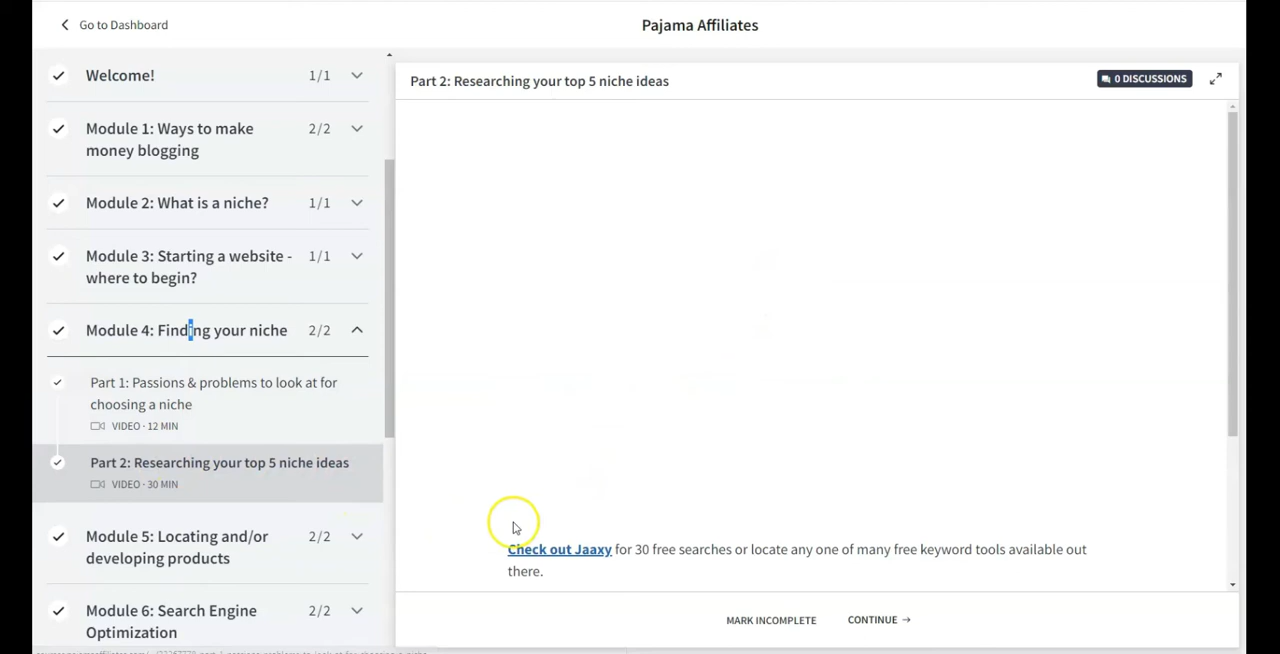 Go to Dashboard
Pajama Affiliates
Welcome! 1/1
Module 1: Ways to make 2/2
money blogging
Module 2: What is a niche? 1/1
Module 3: Starting a website - 1/1
where to begin?
Module 4: Finding your niche 2/2
Part 1: Passions & problems to look at for
choosing a niche
VIDEO · 12 MIN
Part 2: Researching your top 5 niche ideas
VIDEO · 30 MIN
Module 5: Locating and/or 2/2
developing products
Module 6: Search Engine 2/2
Optimization
Part 2: Researching your top 5 niche ideas
0 DISCUSSIONS
Check out Jaaxy for 30 free searches or locate any one of many free keyword tools available out
there.
MARK INCOMPLETE
CONTINUE →